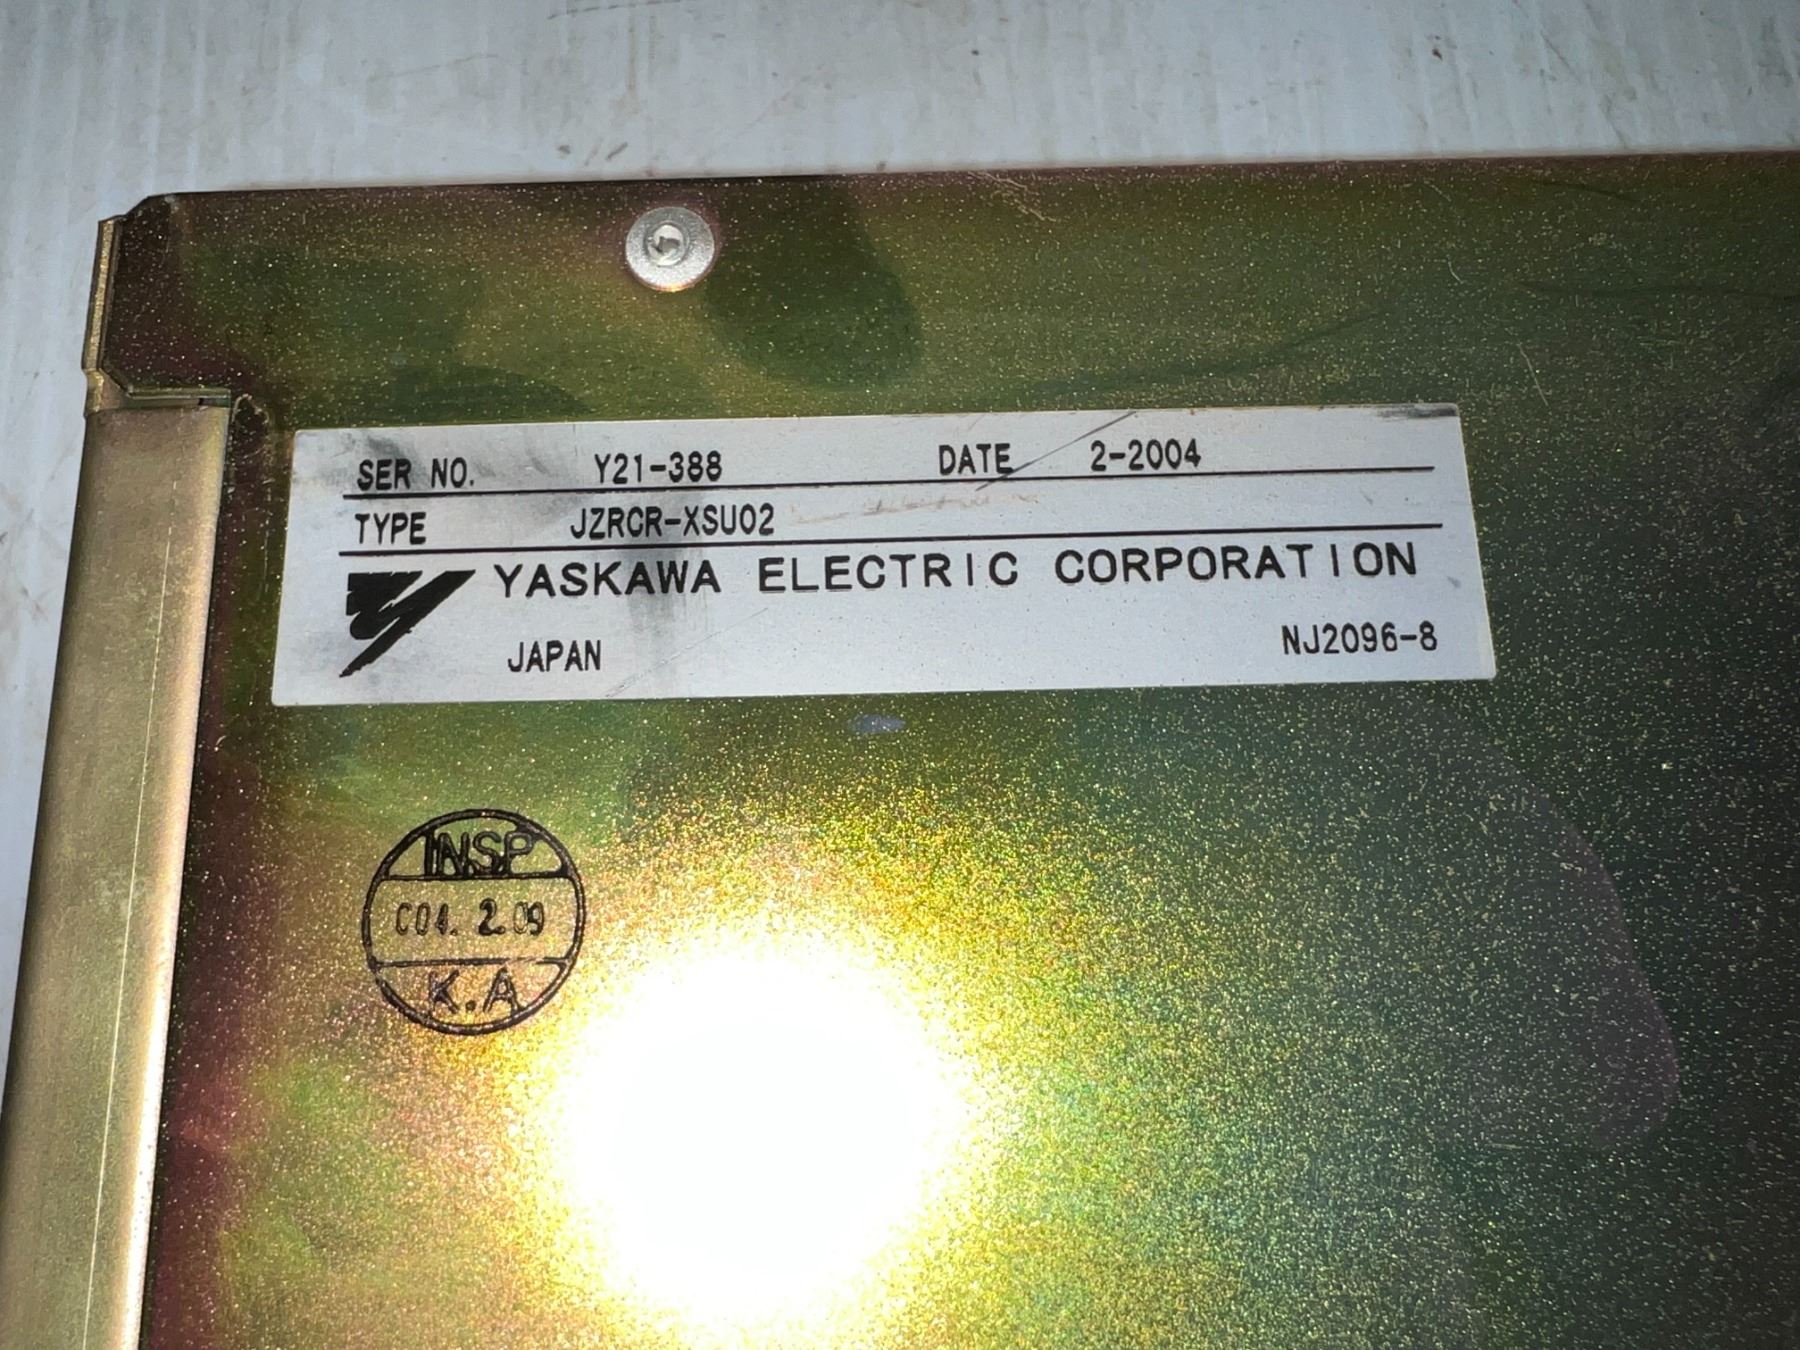 SER NO. Y21-388 DATE 2-2004
TYPE JZRCR-XSU02
YASKAWA ELECTRIC CORPORATION
JAPAN NJ2096-8
INSP
C04. 2.09
K.A